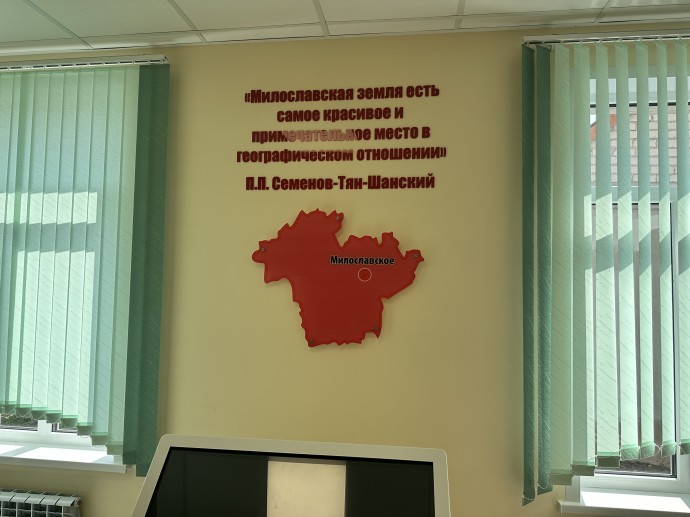 «Милославская земля есть
самое красивое и
примечательное место в
географическом отношении»
П.П. Семенов-Тян-Шанский
Милославское